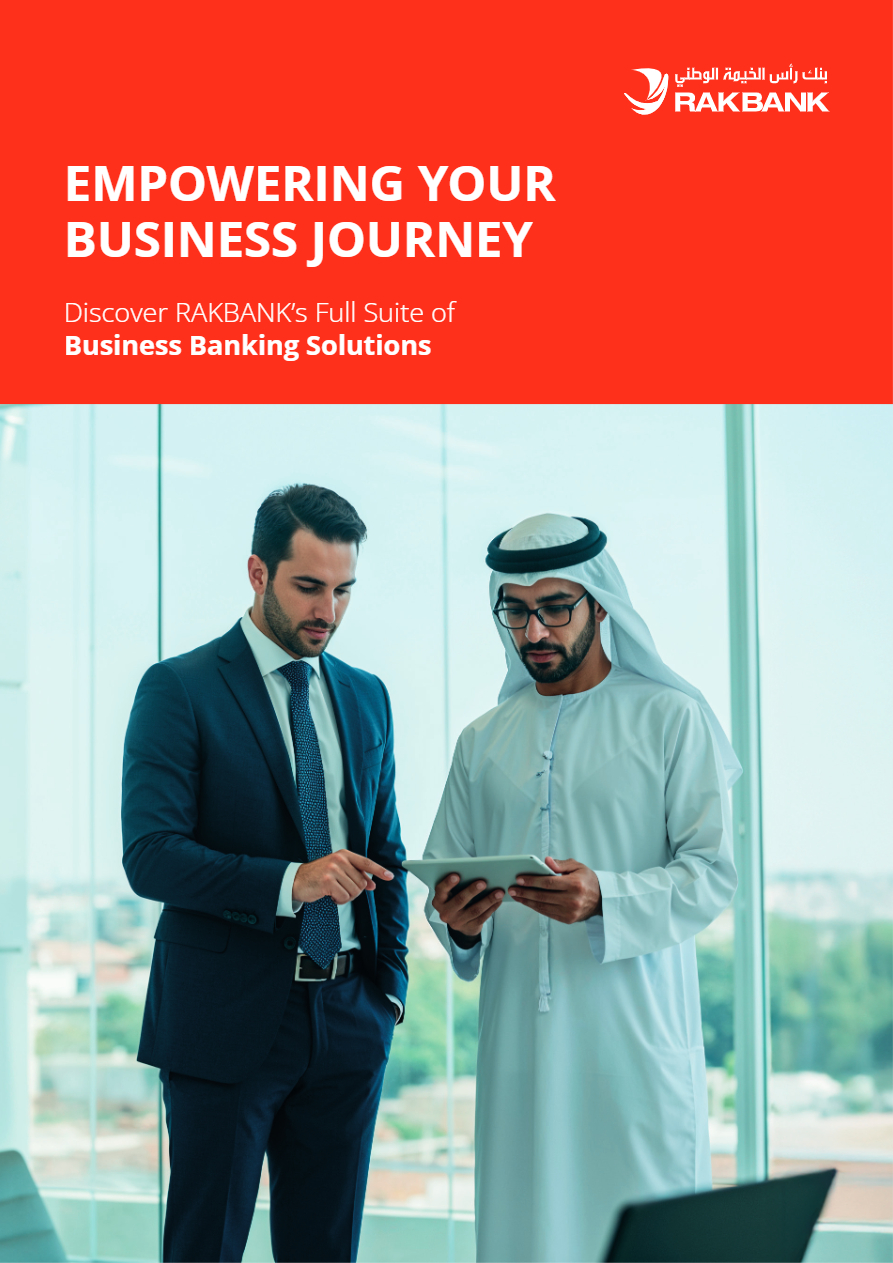 بنك رأس الخيمة الوطني
RAKBANK
EMPOWERING YOUR
BUSINESS JOURNEY
Discover RAKBANK’s Full Suite of
Business Banking Solutions